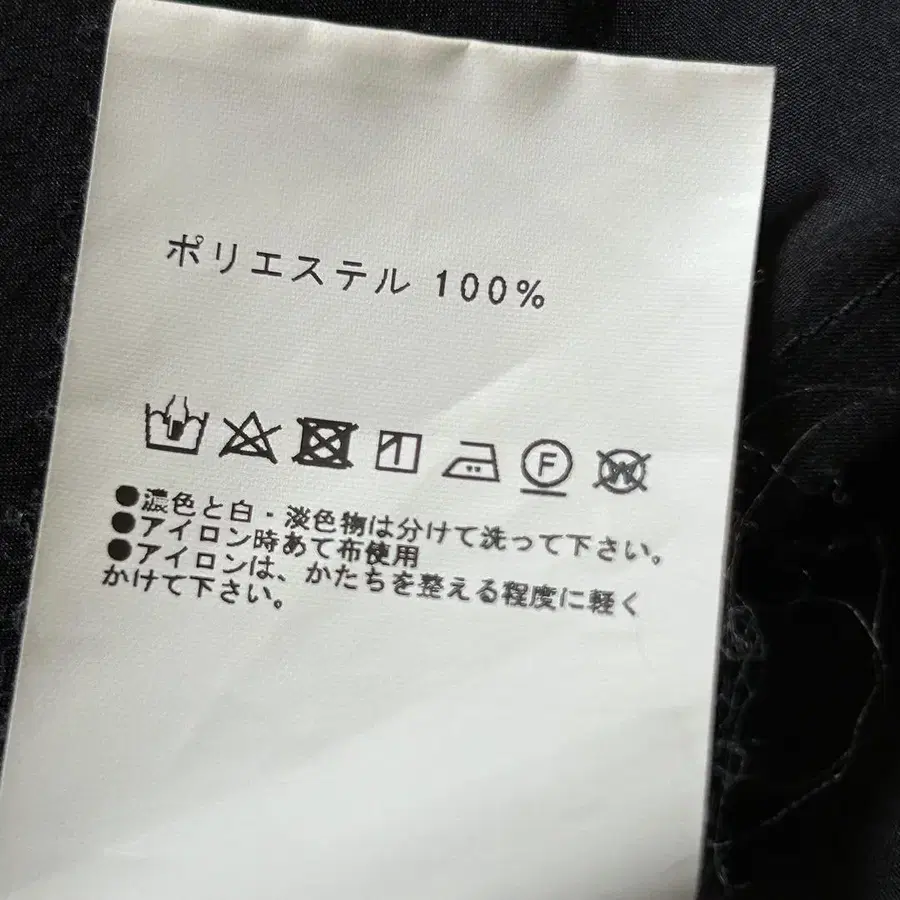 ポリエステル 100%
F W
●濃色と白・淡色物は分けて洗って下さい。
●アイロン時あて布使用
●アイロンは、かたちを整える程度に軽く
かけて下さい。